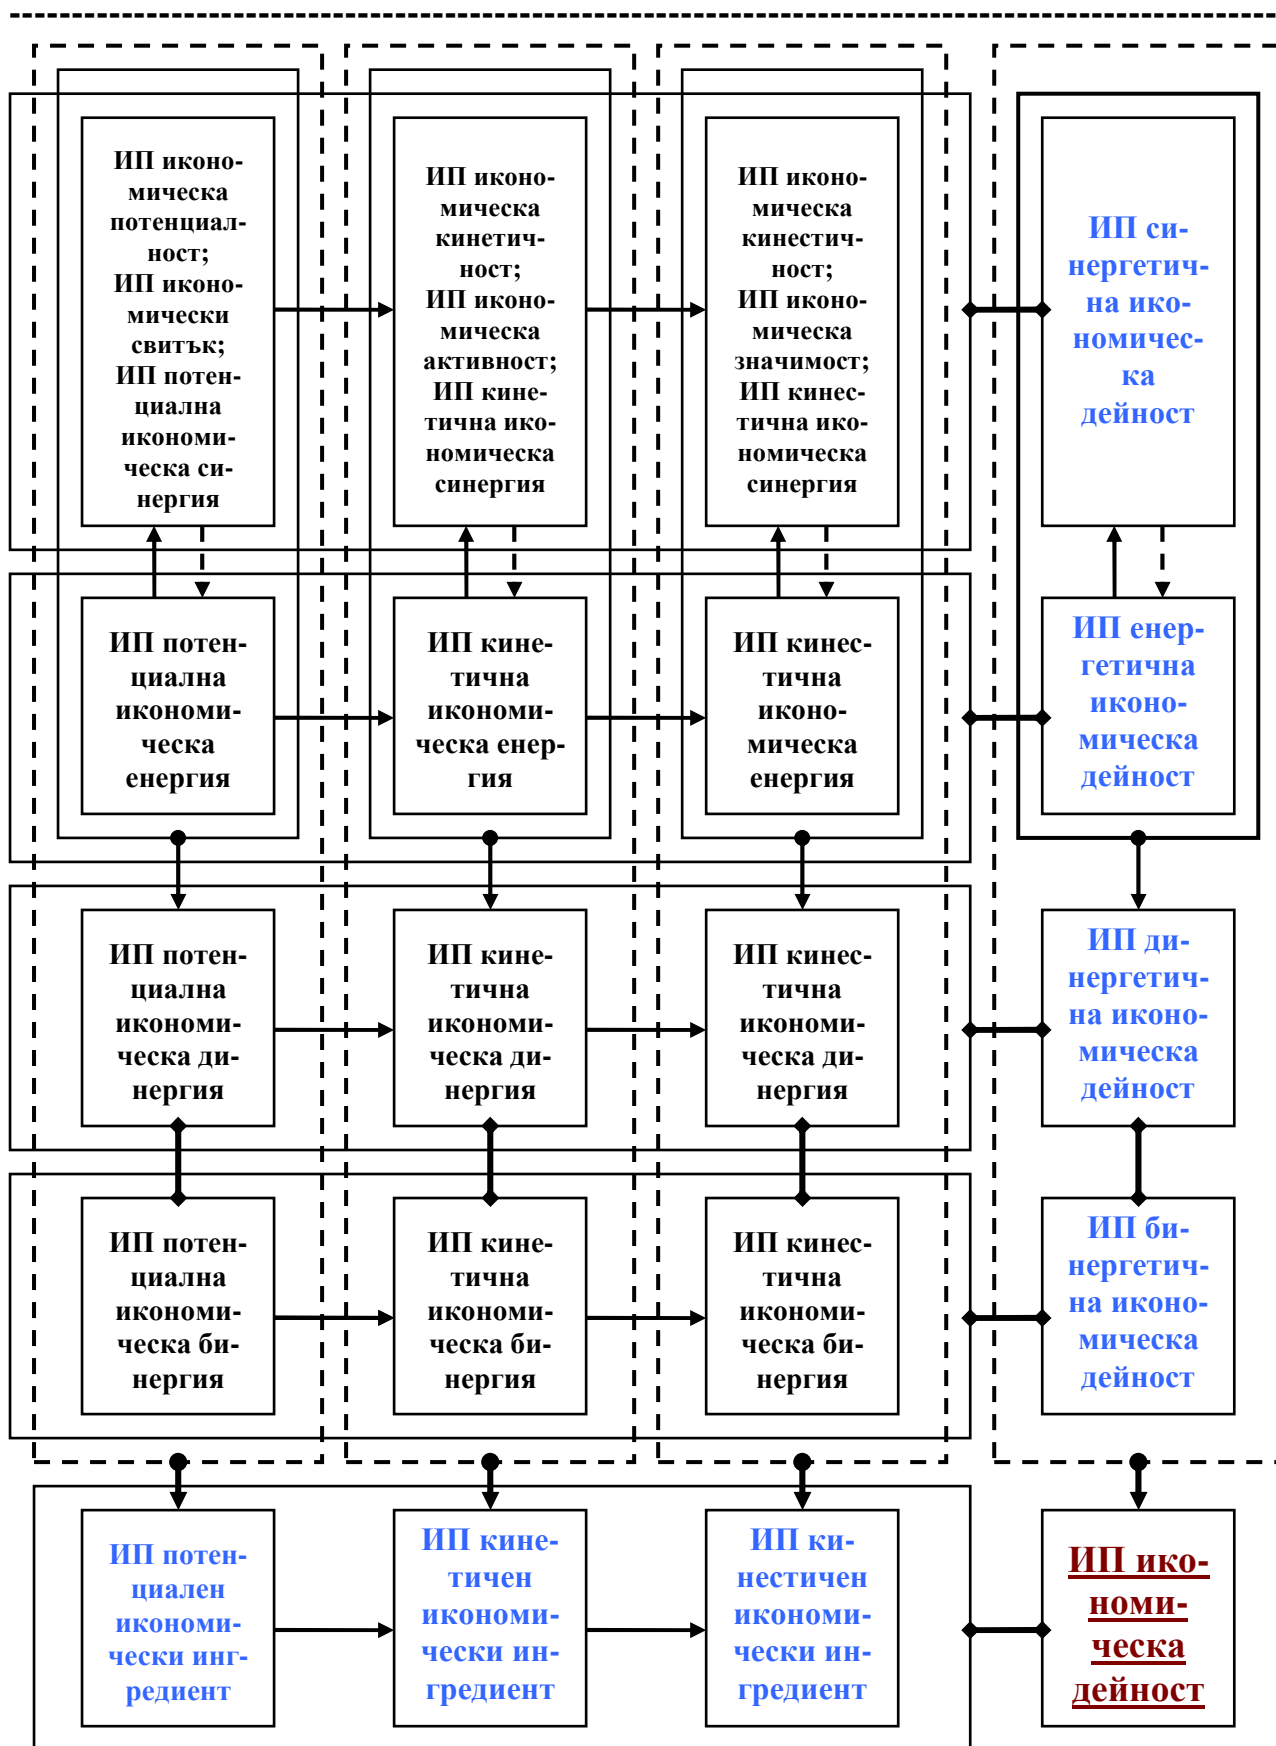 ИП иконо-
мическа
потенциал-
ност;
ИП иконо-
мически
свитък;
ИП потен-
циална
икономи-
ческа си-
нергия
ИП иконо-
мическа
кинетич-
ност;
ИП иконо-
мическа
активност;
ИП кине-
тична ико-
номическа
синергия
ИП иконо-
мическа
кинестич-
ност;
ИП иконо-
мическа
значимост;
ИП кинес-
тична ико-
номическа
синергия
ИП си-
нергетич-
на ико-
номичес-
ка
дейност
ИП потен-
циална
икономи-
ческа
енергия
ИП кине-
тична
икономи-
ческа енер-
гия
ИП кинес-
тична
иконо-
мическа
енергия
ИП енер-
гетична
иконо-
мическа
дейност
ИП потен-
циална
икономи-
ческа ди-
нергия
ИП кине-
тична
икономи-
ческа ди-
нергия
ИП кинес-
тична
икономи-
ческа ди-
нергия
ИП ди-
нергетич-
на иконо-
мическа
дейност
ИП потен-
циална
икономи-
ческа би-
нергия
ИП кине-
тична
икономи-
ческа би-
нергия
ИП кинес-
тична
икономи-
ческа би-
нергия
ИП би-
нергетич-
на иконо-
мическа
дейност
ИП потен-
циален
икономи-
чески инг-
редиент
ИП кине-
тичен
икономи-
чески ин-
гредиент
ИП ки-
нестичен
икономи-
чески ин-
гредиент
ИП ико-
номи-
ческа
дейност